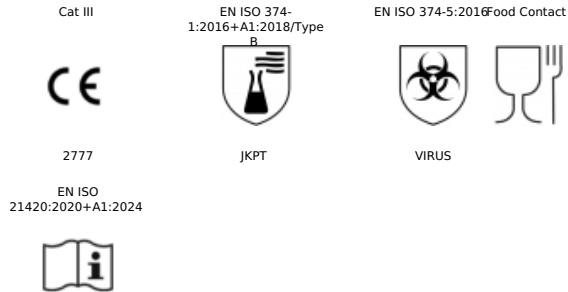 Cat III
EN ISO 374-
1:2016+A1:2018/Type
B
EN ISO 374-5:2016
Food Contact
CE
i
2777
JKPT
VIRUS
EN ISO
21420:2020+A1:2024